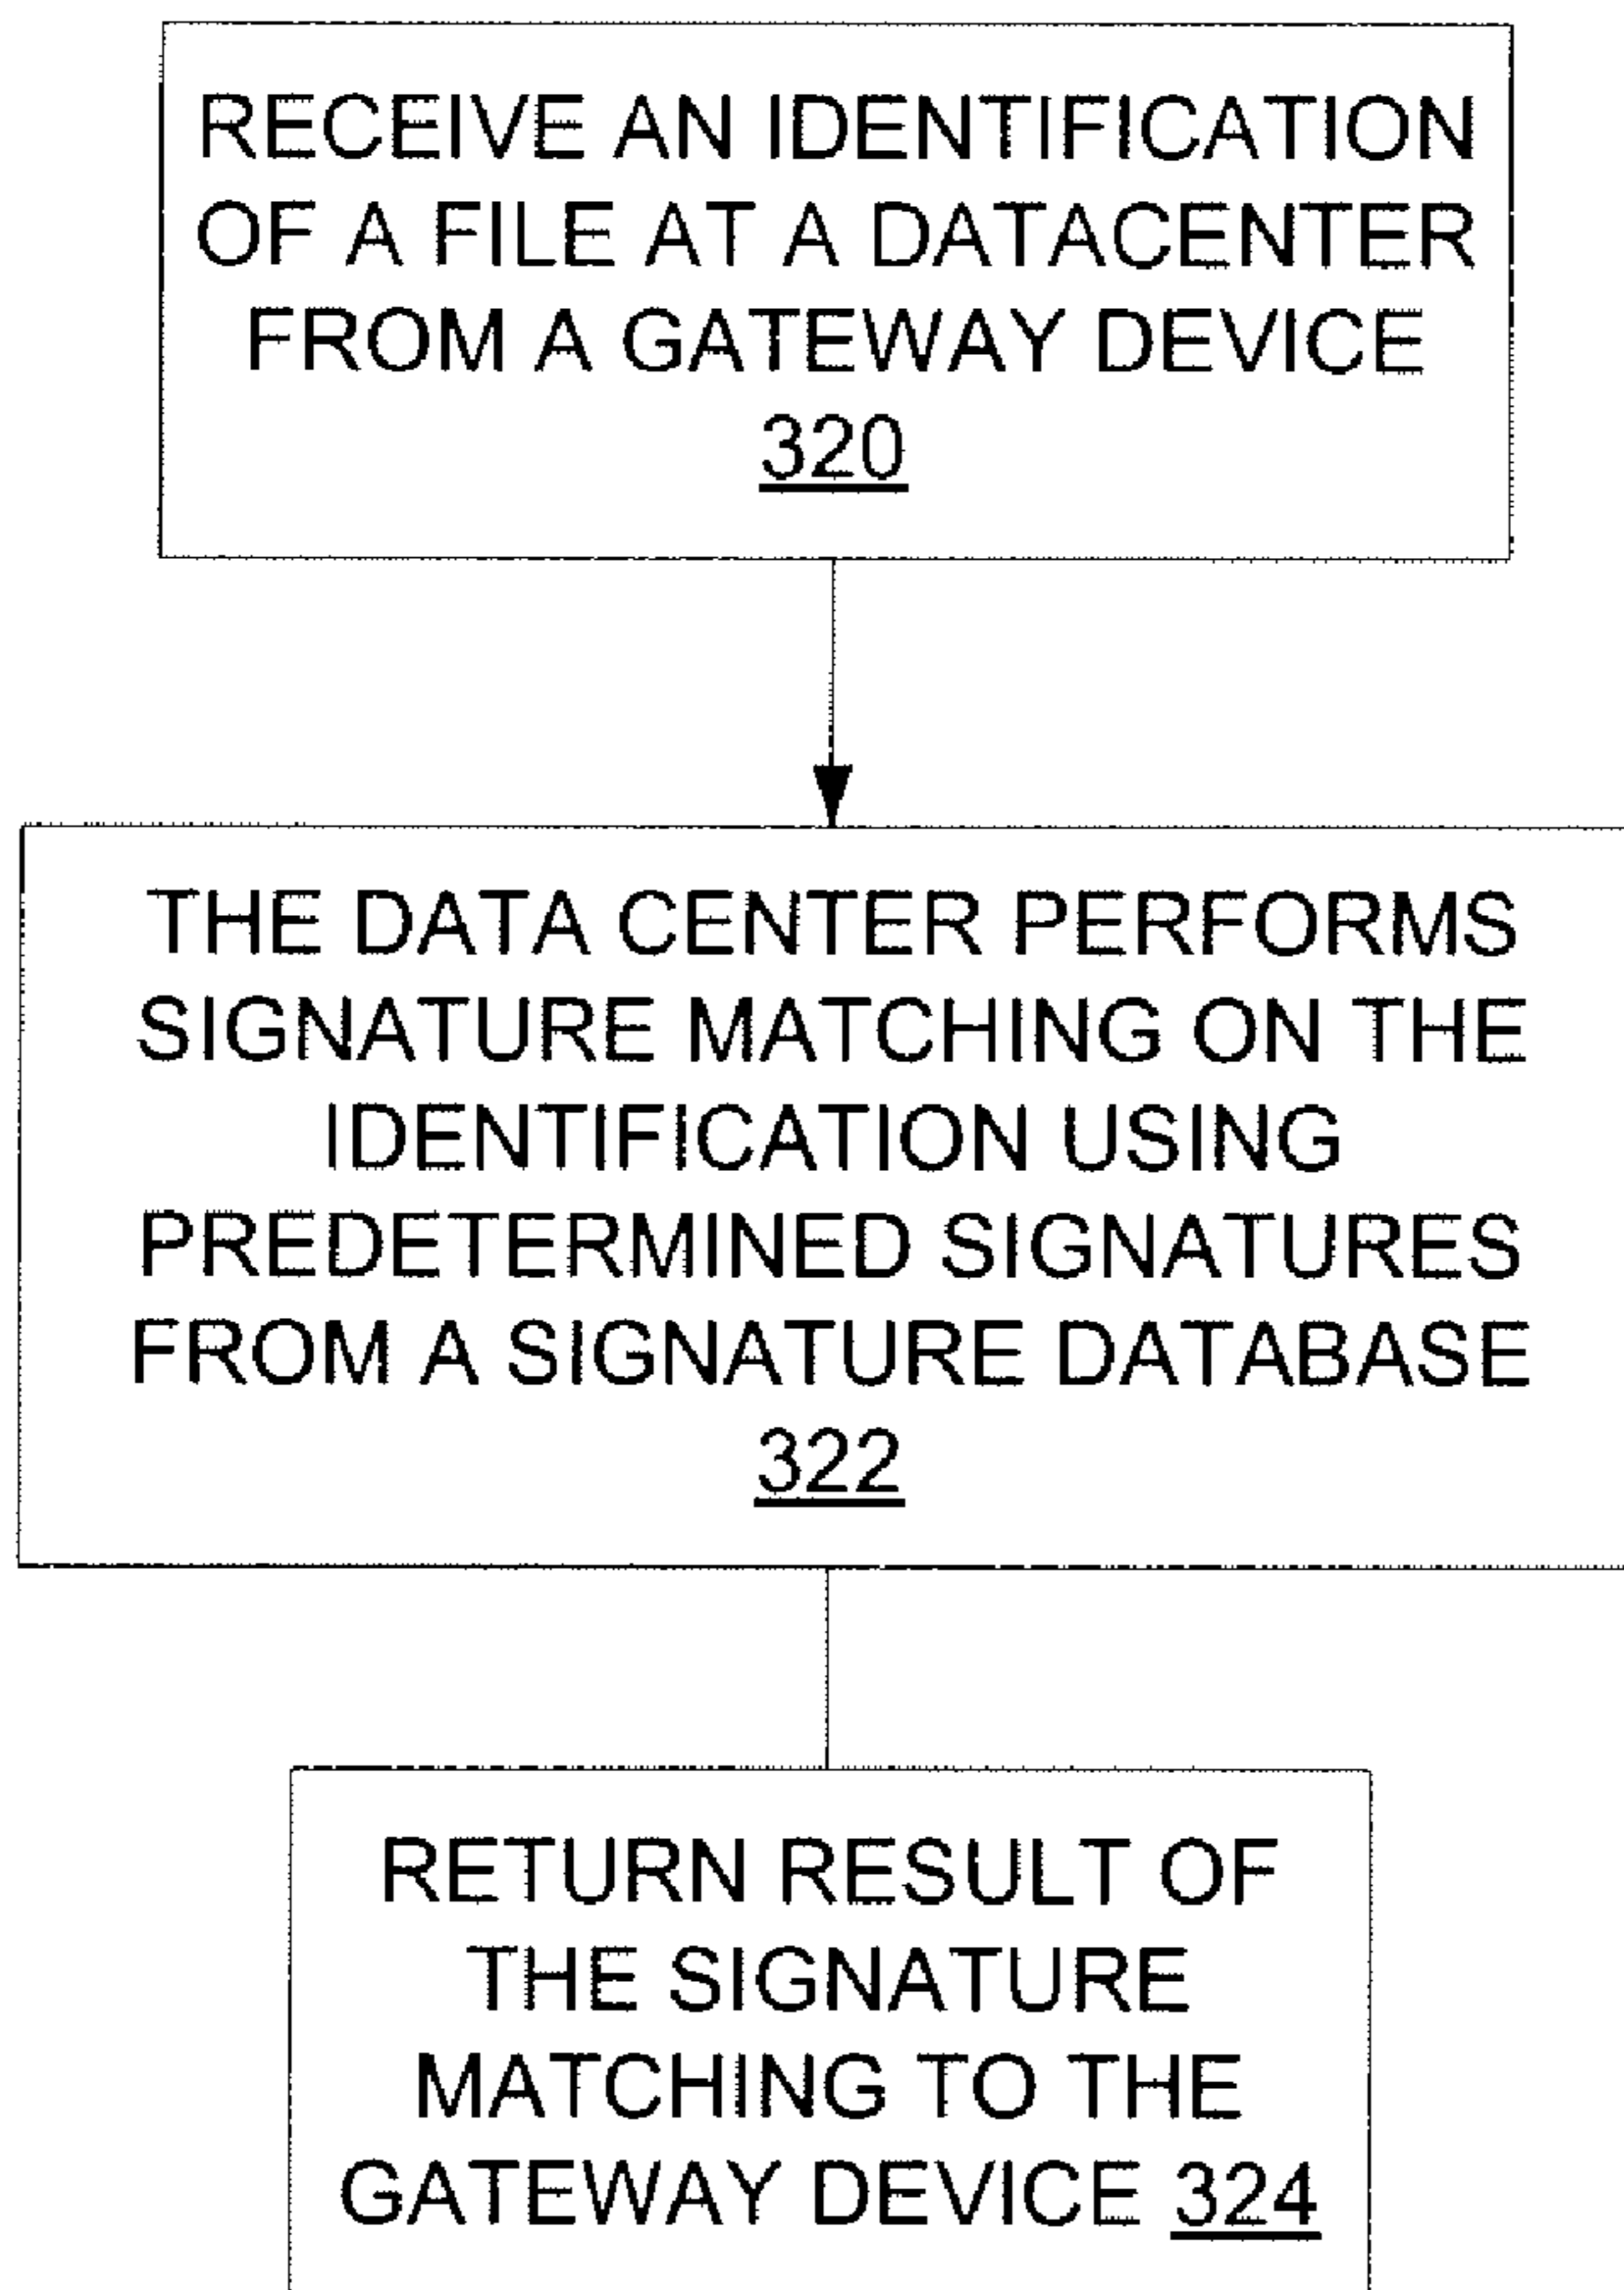 RECEIVE AN IDENTIFICATION
OF A FILE AT A DATACENTER
FROM A GATEWAY DEVICE
320
THE DATA CENTER PERFORMS
SIGNATURE MATCHING ON THE
IDENTIFICATION USING
PREDETERMINED SIGNATURES
FROM A SIGNATURE DATABASE
322
RETURN RESULT OF
THE SIGNATURE
MATCHING TO THE
GATEWAY DEVICE 324